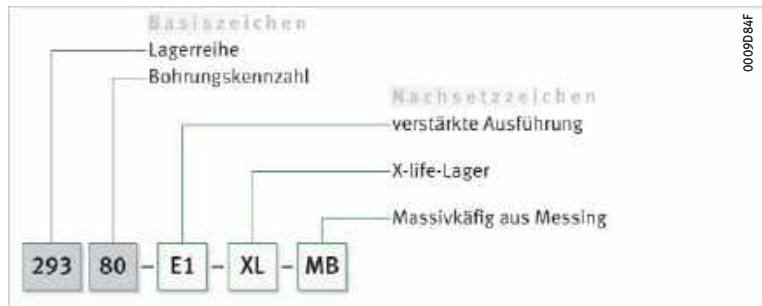 Basiszeichen
Lagerreihe
Bohrungskennzahl
Nachsetzzeichen
verstärkte Ausführung
X-life-Lager
Massivkäfig aus Messing
293 80 – E1 – XL – MB
0009D84F